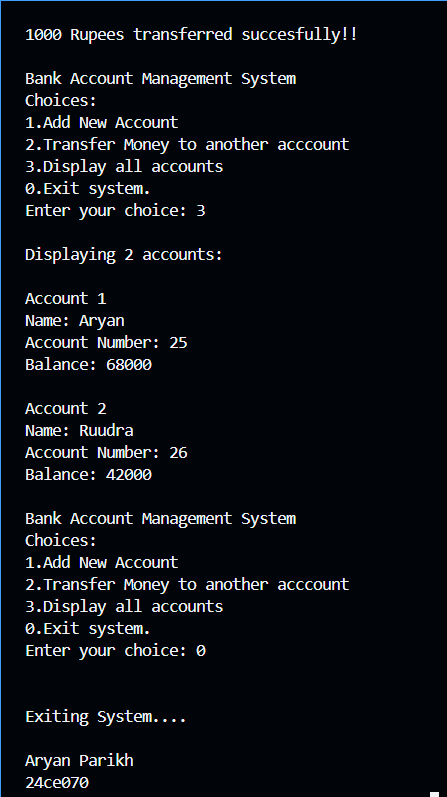 1000 Rupees transferred succesfully!!
Bank Account Management System
Choices:
1.Add New Account
2.Transfer Money to another acccount
3.Display all accounts
0.Exit system.
Enter your choice: 3
Displaying 2 accounts:
Account 1
Name: Aryan
Account Number: 25
Balance: 68000
Account 2
Name: Ruudra
Account Number: 26
Balance: 42000
Bank Account Management System
Choices:
1.Add New Account
2.Transfer Money to another acccount
3.Display all accounts
0.Exit system.
Enter your choice: 0
Exiting System....
Aryan Parikh
24ce070